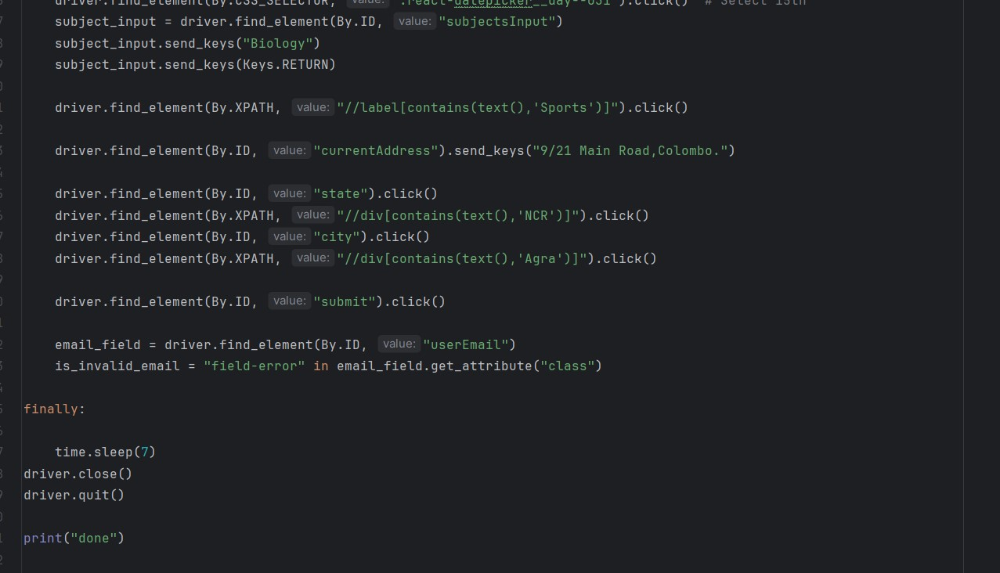 driver.find_element(By.CSS_SELECTOR, value: ".react-datepicker__day--031").click() # Select 15th
subject_input = driver.find_element(By.ID, value: "subjectsInput")
subject_input.send_keys("Biology")
subject_input.send_keys(Keys.RETURN)
driver.find_element(By.XPATH, value: "//label[contains(text(),'Sports')]").click()
driver.find_element(By.ID, value: "currentAddress").send_keys("9/21 Main Road,Colombo.")
driver.find_element(By.ID, value: "state").click()
driver.find_element(By.XPATH, value: "//div[contains(text(),'NCR')]").click()
driver.find_element(By.ID, value: "city").click()
driver.find_element(By.XPATH, value: "//div[contains(text(),'Agra')]").click()
driver.find_element(By.ID, value: "submit").click()
email_field = driver.find_element(By.ID, value: "userEmail")
is_invalid_email = "field-error" in email_field.get_attribute("class")
finally:
time.sleep(7)
driver.close()
driver.quit()
print("done")